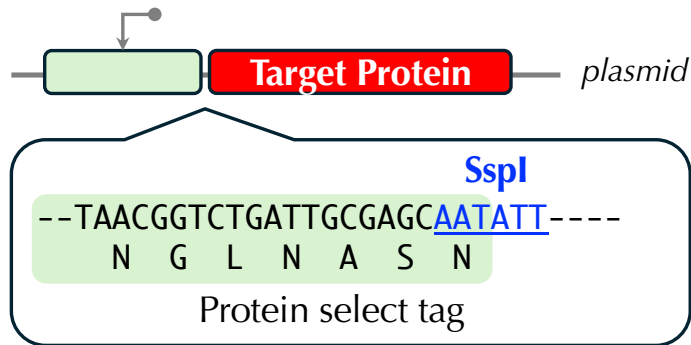 Target Protein
plasmid
SspI
--TAACGGTCTGATTGCGAGCAATATT----
N G L N A S N
Protein select tag